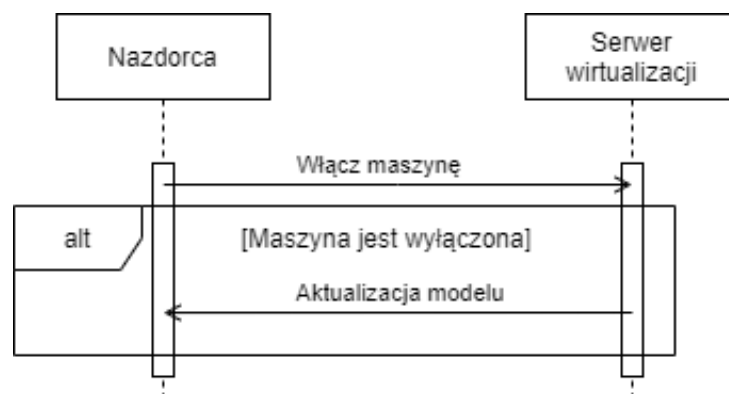 Nazdorca
Serwer
wirtualizacji
Włącz maszynę
alt
[Maszyna jest wyłączona]
Aktualizacja modelu